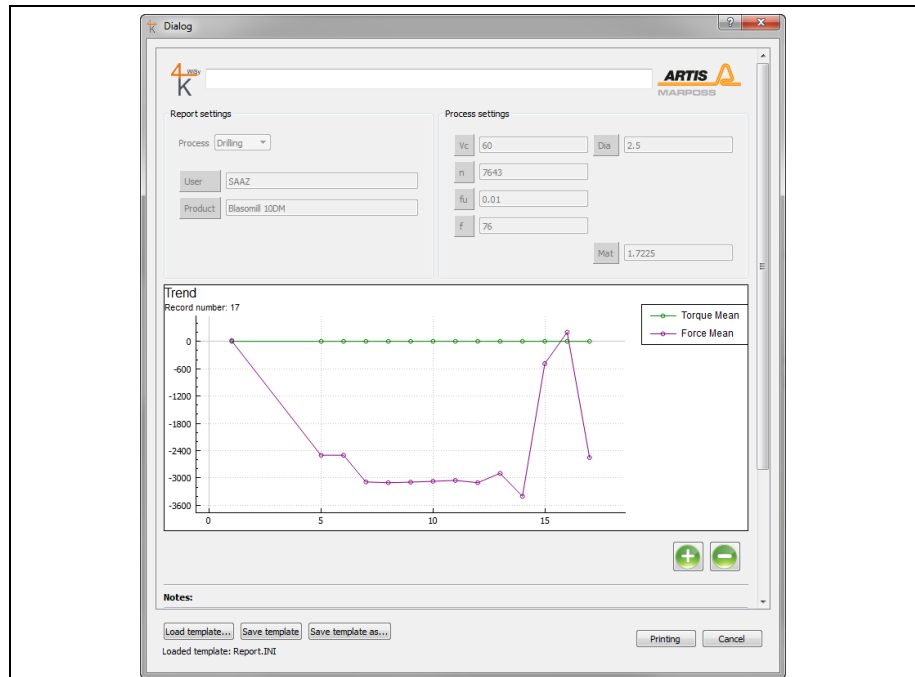 Dialog
4 way K
ARTIS
MARPOSS
Report settings
Process Drilling
User SAAZ
Product Blasomill 10DM
Process settings
Vc 60 Dia 2.5
n 7643
fu 0.01
f 76
Mat 1.7225
Trend
Record number: 17
Torque Mean
Force Mean
0
-600
-1200
-1800
-2400
-3000
-3600
0 5 10 15
Notes:
Load template... Save template Save template as...
Printing Cancel
Loaded template: Report.INI